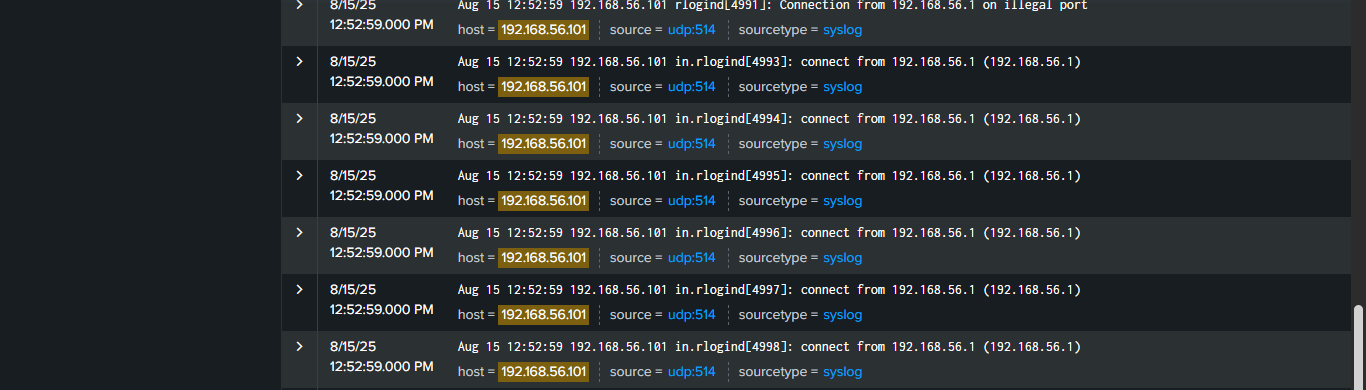 8/15/25 Aug 15 12:52:59 192.168.56.101 rlogind[4991]: Connection from 192.168.56.1 on illegal port
12:52:59.000 PM host = 192.168.56.101 source = udp:514 sourcetype = syslog
8/15/25 Aug 15 12:52:59 192.168.56.101 in.rlogind[4993]: connect from 192.168.56.1 (192.168.56.1)
12:52:59.000 PM host = 192.168.56.101 source = udp:514 sourcetype = syslog
8/15/25 Aug 15 12:52:59 192.168.56.101 in.rlogind[4994]: connect from 192.168.56.1 (192.168.56.1)
12:52:59.000 PM host = 192.168.56.101 source = udp:514 sourcetype = syslog
8/15/25 Aug 15 12:52:59 192.168.56.101 in.rlogind[4995]: connect from 192.168.56.1 (192.168.56.1)
12:52:59.000 PM host = 192.168.56.101 source = udp:514 sourcetype = syslog
8/15/25 Aug 15 12:52:59 192.168.56.101 in.rlogind[4996]: connect from 192.168.56.1 (192.168.56.1)
12:52:59.000 PM host = 192.168.56.101 source = udp:514 sourcetype = syslog
8/15/25 Aug 15 12:52:59 192.168.56.101 in.rlogind[4997]: connect from 192.168.56.1 (192.168.56.1)
12:52:59.000 PM host = 192.168.56.101 source = udp:514 sourcetype = syslog
8/15/25 Aug 15 12:52:59 192.168.56.101 in.rlogind[4998]: connect from 192.168.56.1 (192.168.56.1)
12:52:59.000 PM host = 192.168.56.101 source = udp:514 sourcetype = syslog